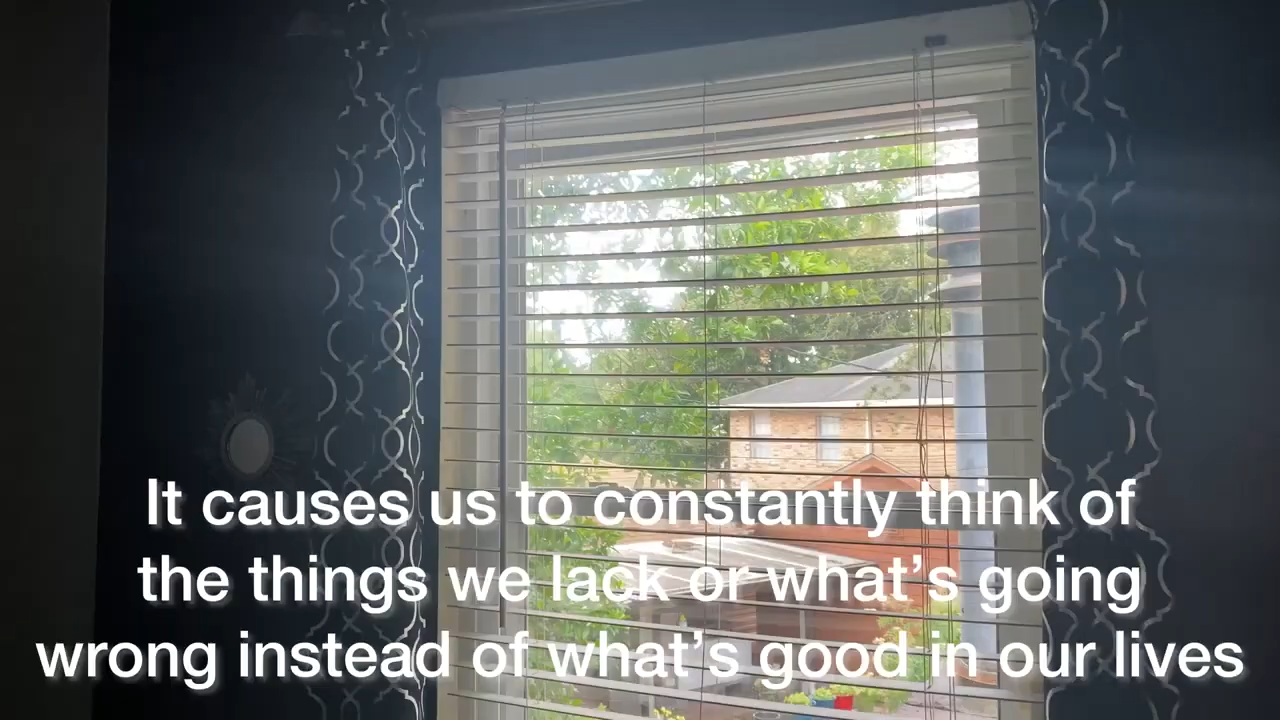 It causes us to constantly think of
the things we lack or what’s going
wrong instead of what’s good in our lives